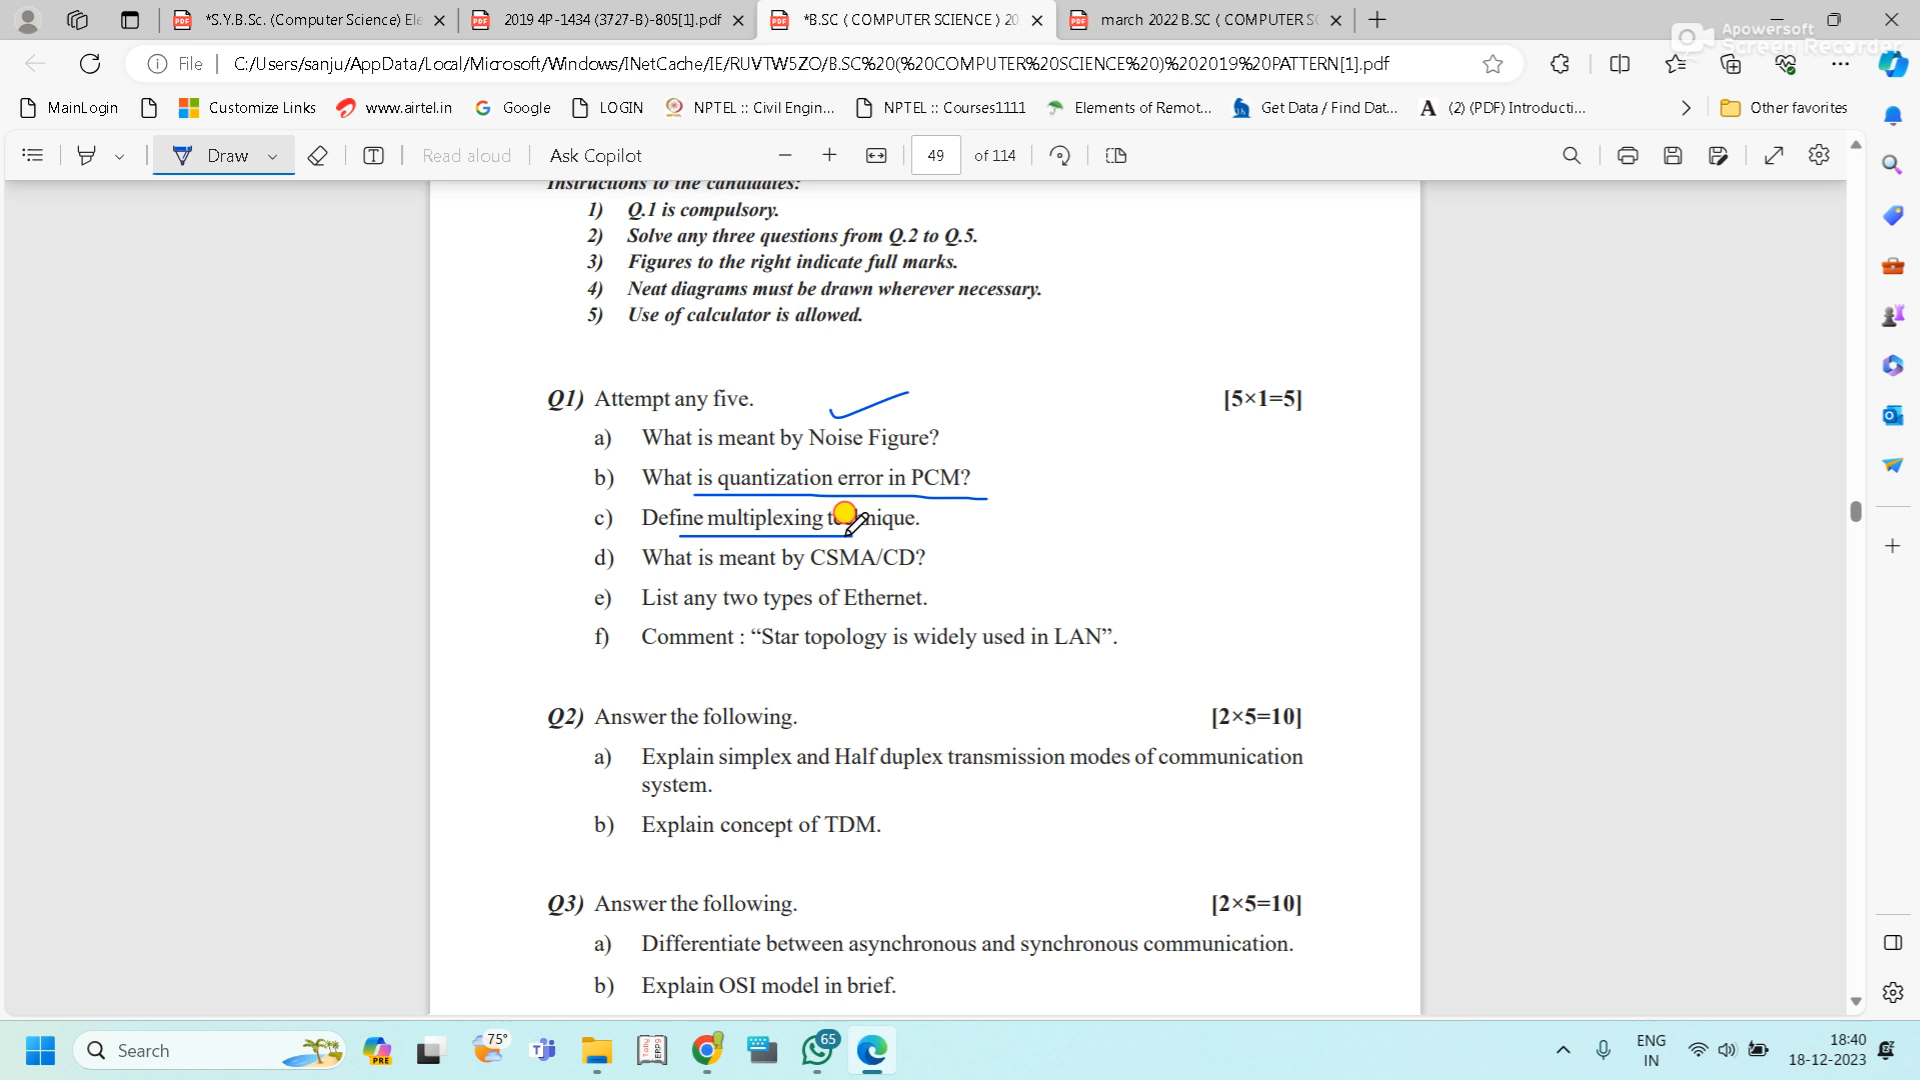 *S.Y.B.Sc. (Computer Science) Ele
2019 4P-1434 (3727-B)-805[1].pdf
*B.SC ( COMPUTER SCIENCE ) 20
march 2022 B.SC ( COMPUTER SC
Apowersoft
Screen Recorder
File
C:/Users/sanju/AppData/Local/Microsoft/Windows/INetCache/IE/RUVTW5ZO/B.SC%20(%20COMPUTER%20SCIENCE%20)%202019%20PATTERN[1].pdf
MainLogin
Customize Links
www.airtel.in
Google
LOGIN
NPTEL :: Civil Engin...
NPTEL :: Courses1111
Elements of Remot...
Get Data / Find Dat...
(2) (PDF) Introducti...
Other favorites
Draw
Read aloud
Ask Copilot
49
of 114
Instructions to the candidates:
1) Q.1 is compulsory.
2) Solve any three questions from Q.2 to Q.5.
3) Figures to the right indicate full marks.
4) Neat diagrams must be drawn wherever necessary.
5) Use of calculator is allowed.
Q1) Attempt any five. [5×1=5]
a) What is meant by Noise Figure?
b) What is quantization error in PCM?
c) Define multiplexing technique.
d) What is meant by CSMA/CD?
e) List any two types of Ethernet.
f) Comment : “Star topology is widely used in LAN”.
Q2) Answer the following. [2×5=10]
a) Explain simplex and Half duplex transmission modes of communication
system.
b) Explain concept of TDM.
Q3) Answer the following. [2×5=10]
a) Differentiate between asynchronous and synchronous communication.
b) Explain OSI model in brief.
Search
PRE
75°
65
ENG
IN
18:40
18-12-2023